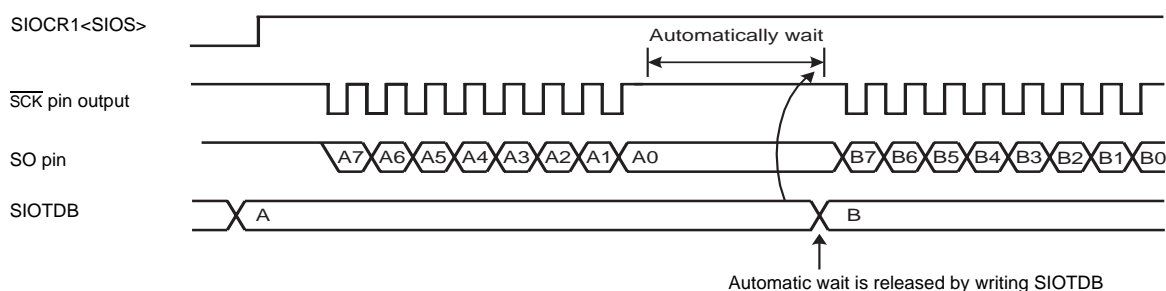 SIOCR1<SIOS>
Automatically wait
SCK pin output
SO pin
A7 A6 A5 A4 A3 A2 A1 A0 B7 B6 B5 B4 B3 B2 B1 B0
SIOTDB
A B
Automatic wait is released by writing SIOTDB